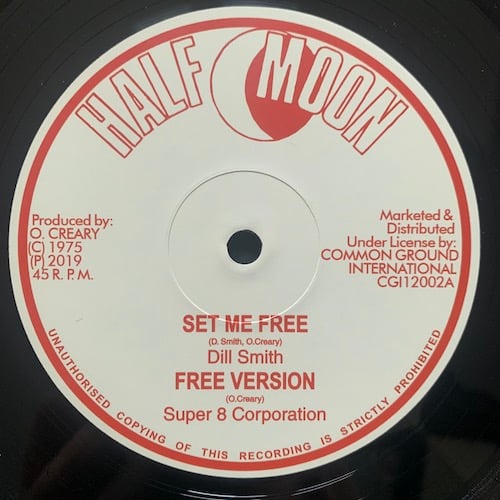 HALF MOON
Produced by:
O. CREARY
(C) 1975
(P) 2019
45 R.P.M.
Marketed &
Distributed
Under License by:
COMMON GROUND
INTERNATIONAL
CGI12002A
SET ME FREE
(D. Smith, O.Creary)
Dill Smith
FREE VERSION
(O.Creary)
Super 8 Corporation
UNAUTHORISED COPYING OF THIS RECORDING IS STRICTLY PROHIBITED